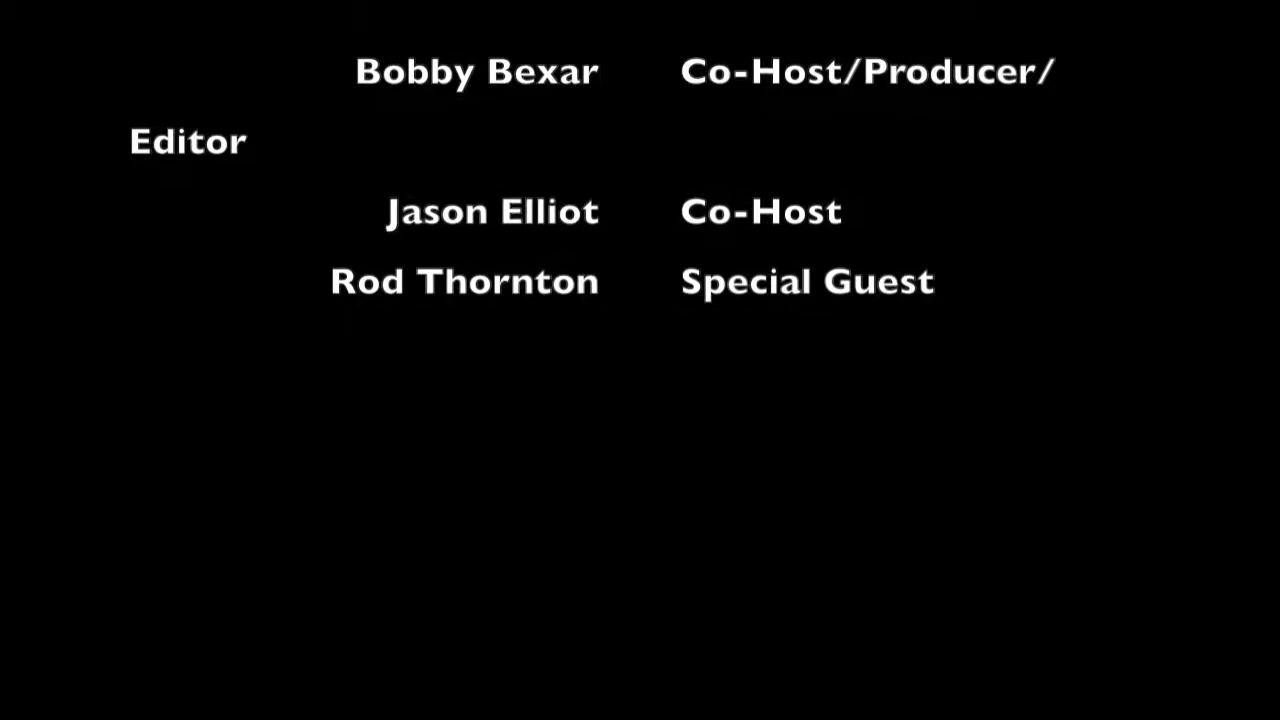 Bobby Bexar Co-Host/Producer/
Editor
Jason Elliot Co-Host
Rod Thornton Special Guest